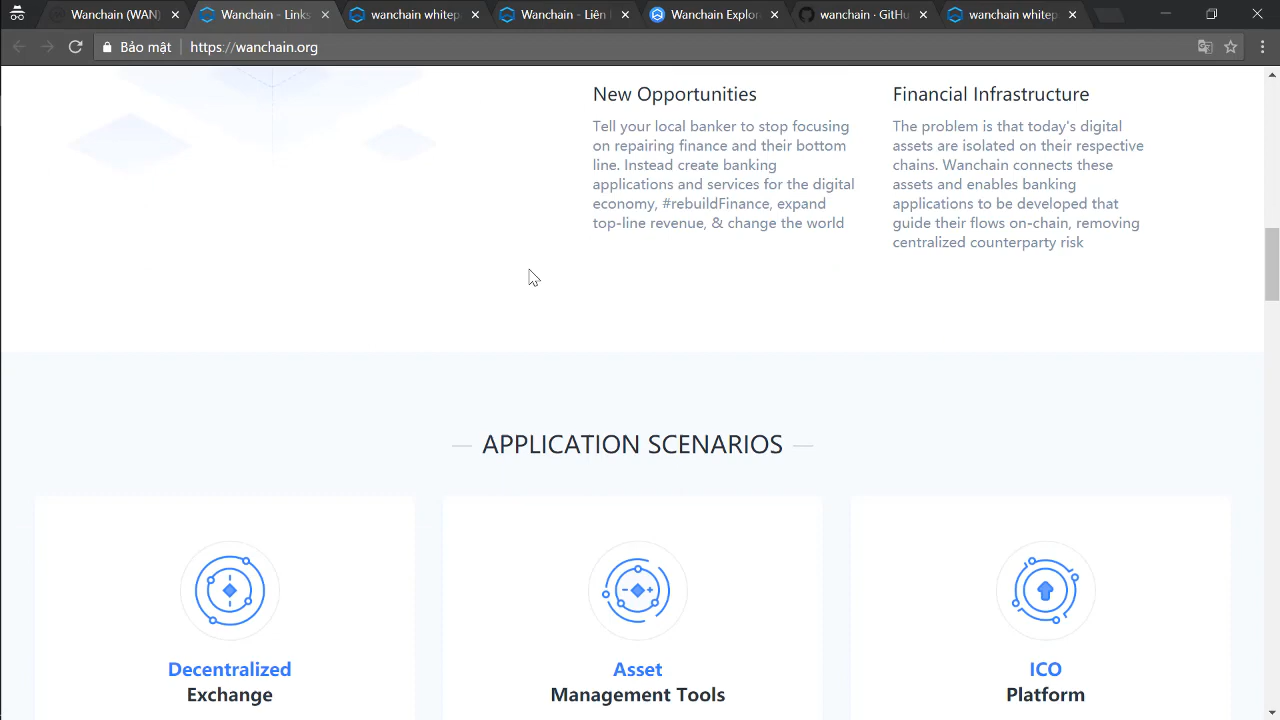 Wanchain (WAN)
Wanchain - Links
wanchain whitep
Wanchain - Liên
Wanchain Explor
wanchain · GitHu
wanchain whitep
Bảo mật
https://wanchain.org
New Opportunities
Tell your local banker to stop focusing
on repairing finance and their bottom
line. Instead create banking
applications and services for the digital
economy, #rebuildFinance, expand
top-line revenue, & change the world
Financial Infrastructure
The problem is that today's digital
assets are isolated on their respective
chains. Wanchain connects these
assets and enables banking
applications to be developed that
guide their flows on-chain, removing
centralized counterparty risk
APPLICATION SCENARIOS
Decentralized
Exchange
Asset
Management Tools
ICO
Platform